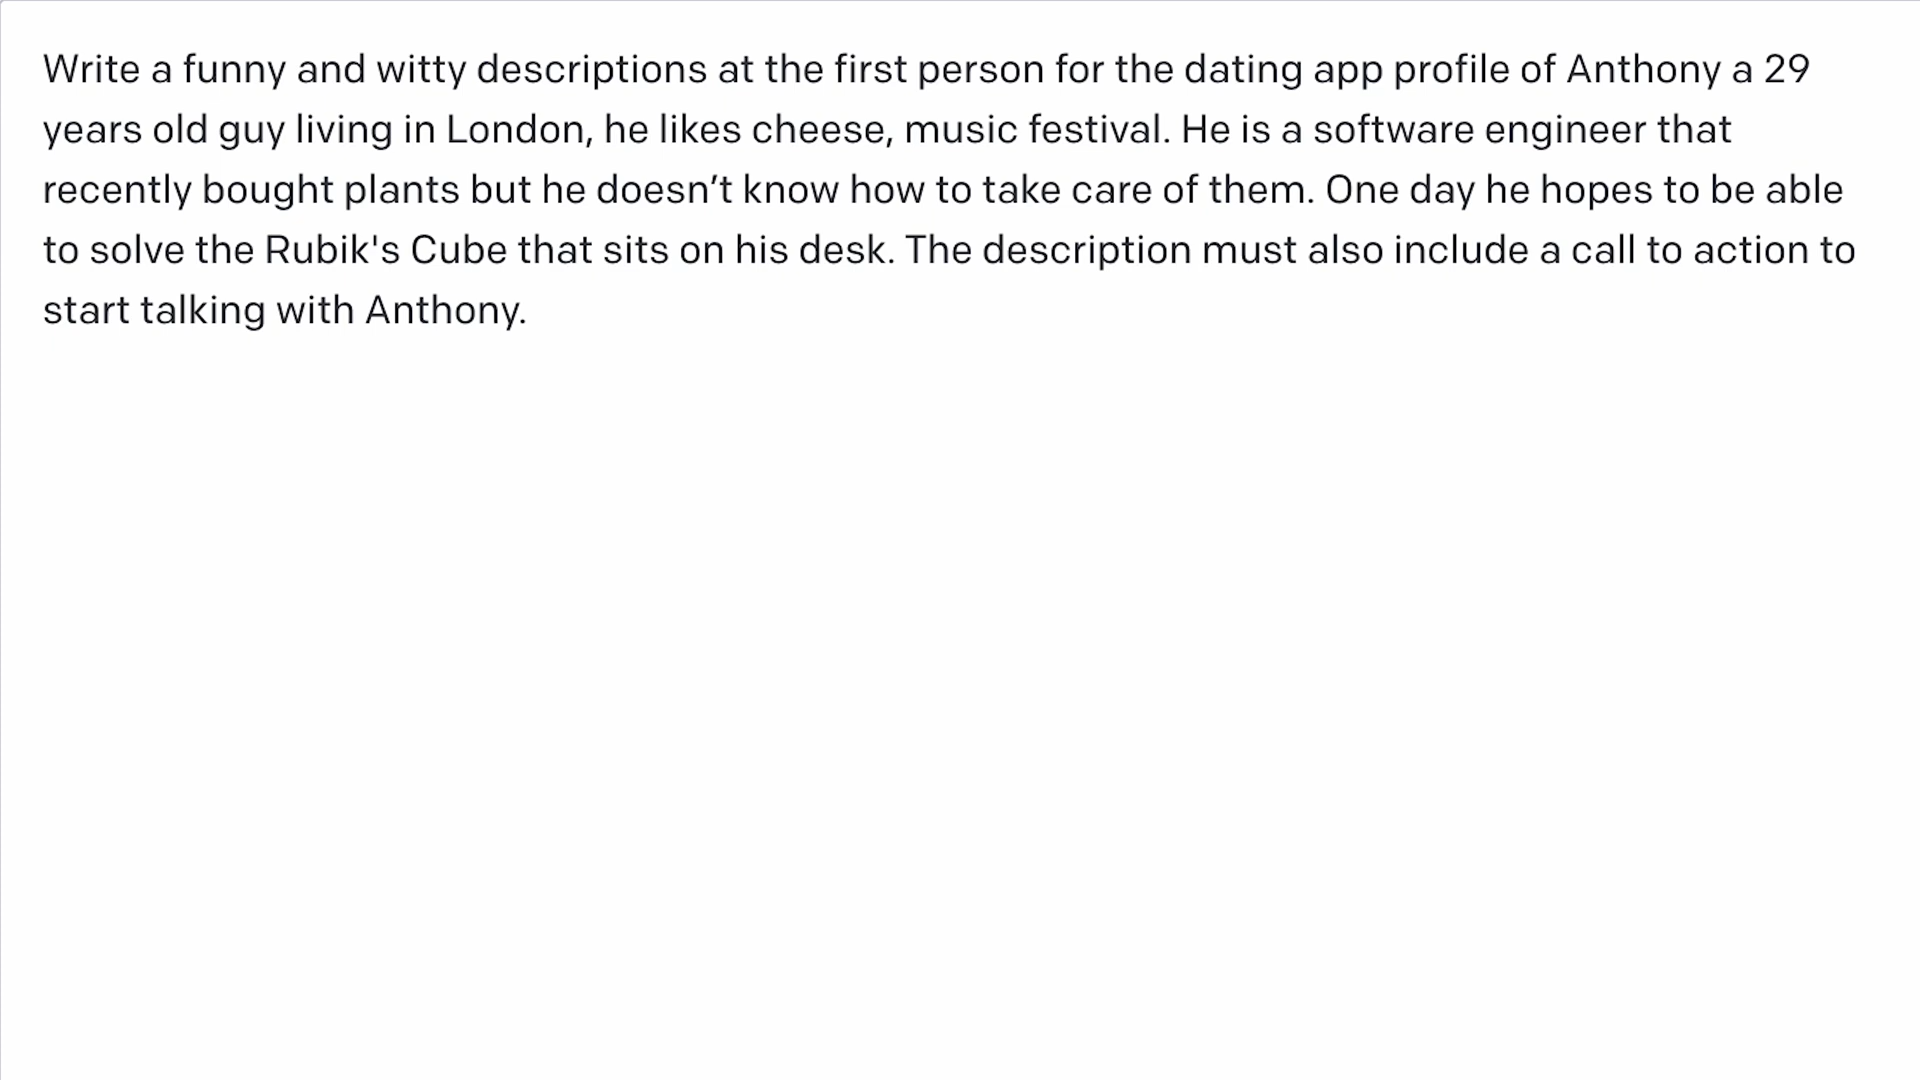 Write a funny and witty descriptions at the first person for the dating app profile of Anthony a 29
years old guy living in London, he likes cheese, music festival. He is a software engineer that
recently bought plants but he doesn’t know how to take care of them. One day he hopes to be able
to solve the Rubik's Cube that sits on his desk. The description must also include a call to action to
start talking with Anthony.